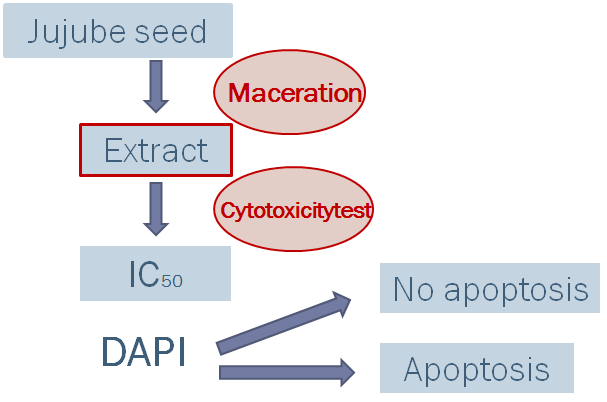 Jujube seed
Maceration
Extract
Cytotoxicitytest
IC₅₀
No apoptosis
DAPI
Apoptosis